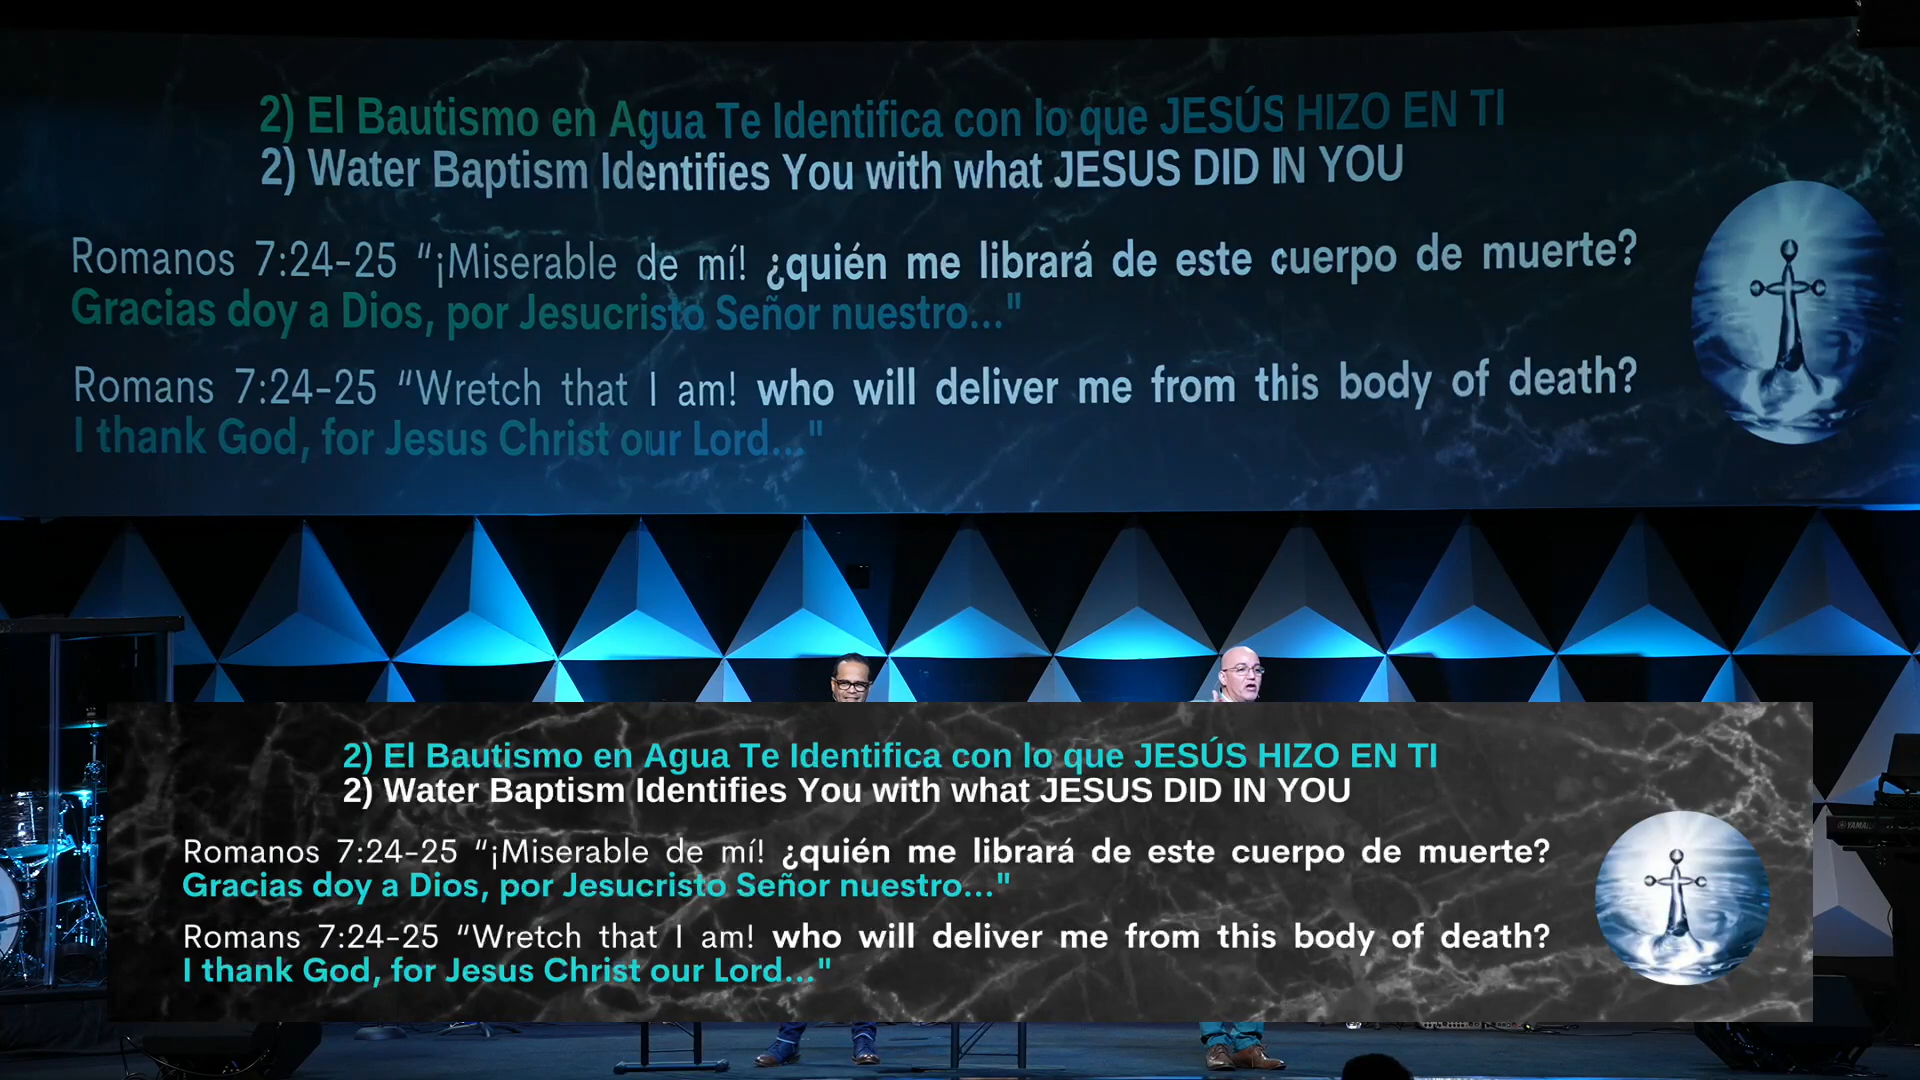 2) El Bautismo en Agua Te Identifica con lo que JESÚS HIZO EN TI
2) Water Baptism Identifies You with what JESUS DID IN YOU
Romanos 7:24-25 “¡Miserable de mí! ¿quién me librará de este cuerpo de muerte?
Gracias doy a Dios, por Jesucristo Señor nuestro..."
Romans 7:24-25 “Wretch that I am! who will deliver me from this body of death?
I thank God, for Jesus Christ our Lord..."
2) El Bautismo en Agua Te Identifica con lo que JESÚS HIZO EN TI
2) Water Baptism Identifies You with what JESUS DID IN YOU
Romanos 7:24-25 “¡Miserable de mí! ¿quién me librará de este cuerpo de muerte?
Gracias doy a Dios, por Jesucristo Señor nuestro..."
Romans 7:24-25 “Wretch that I am! who will deliver me from this body of death?
I thank God, for Jesus Christ our Lord..."
YAMAHA